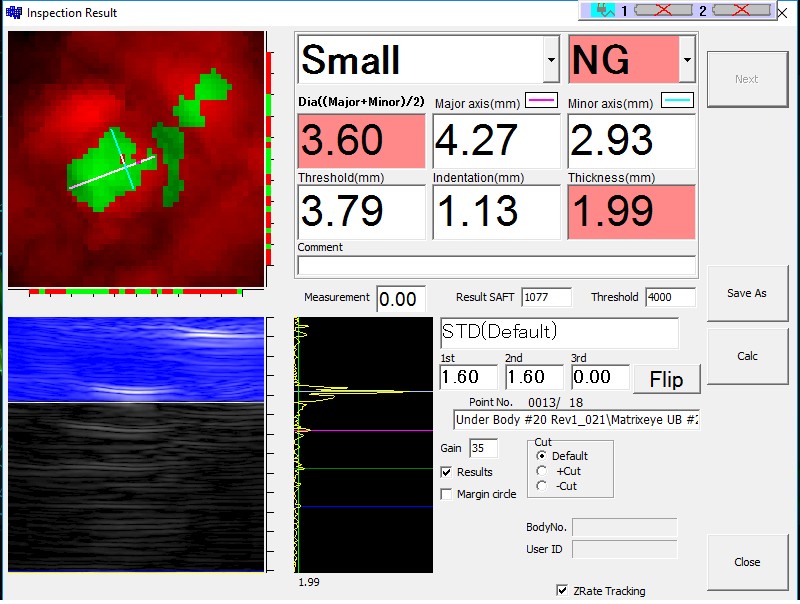 Inspection Result
1 2
Small NG
Next
Dia((Major+Minor)/2) Major axis(mm) Minor axis(mm)
3.60 4.27 2.93
Threshold(mm) Indentation(mm) Thickness(mm)
3.79 1.13 1.99
Comment
Measurement 0.00 Result SAFT 1077 Threshold 4000
Save As
STD(Default)
1st 2nd 3rd
1.60 1.60 0.00 Flip
Calc
Point No. 0013/ 18
Under Body #20 Rev1_021\Matrixeye UB #2
Gain 35
Cut
Default
+Cut
-Cut
Results
Margin circle
BodyNo.
User ID
Close
1.99
ZRate Tracking